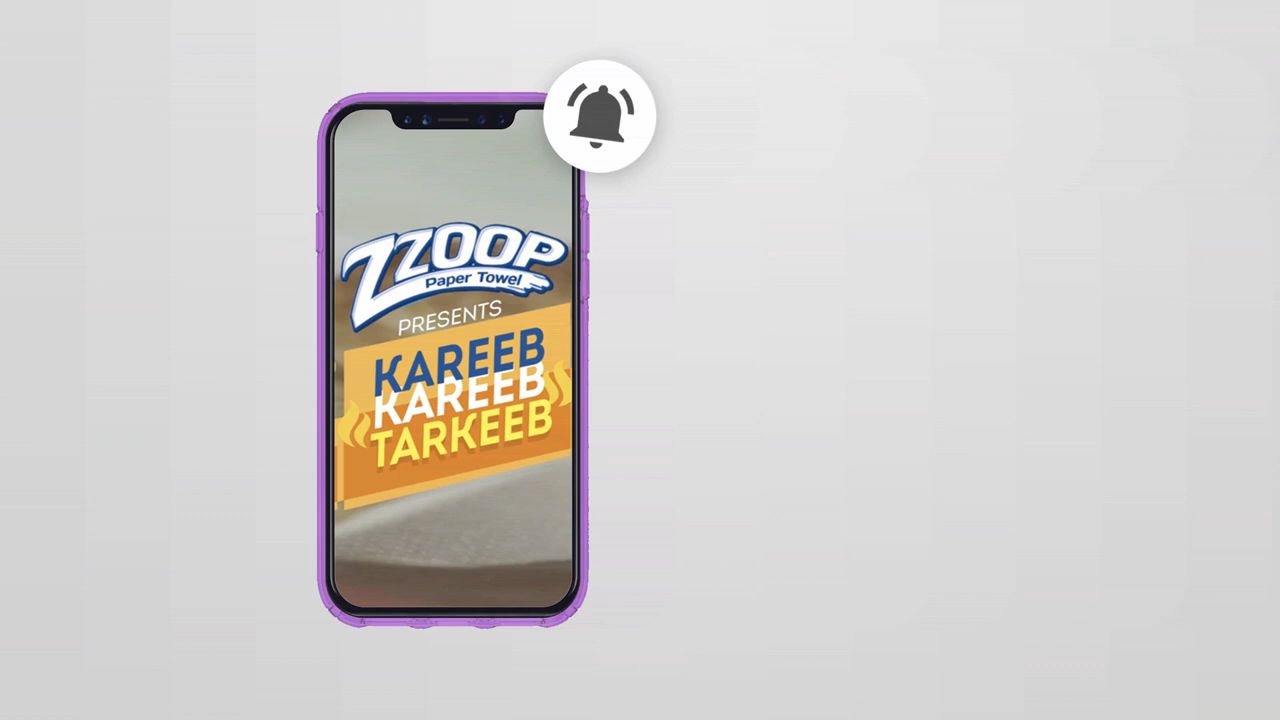 ZZOOP
Paper Towel
PRESENTS
KAREEB
KAREEB
TARKEEB